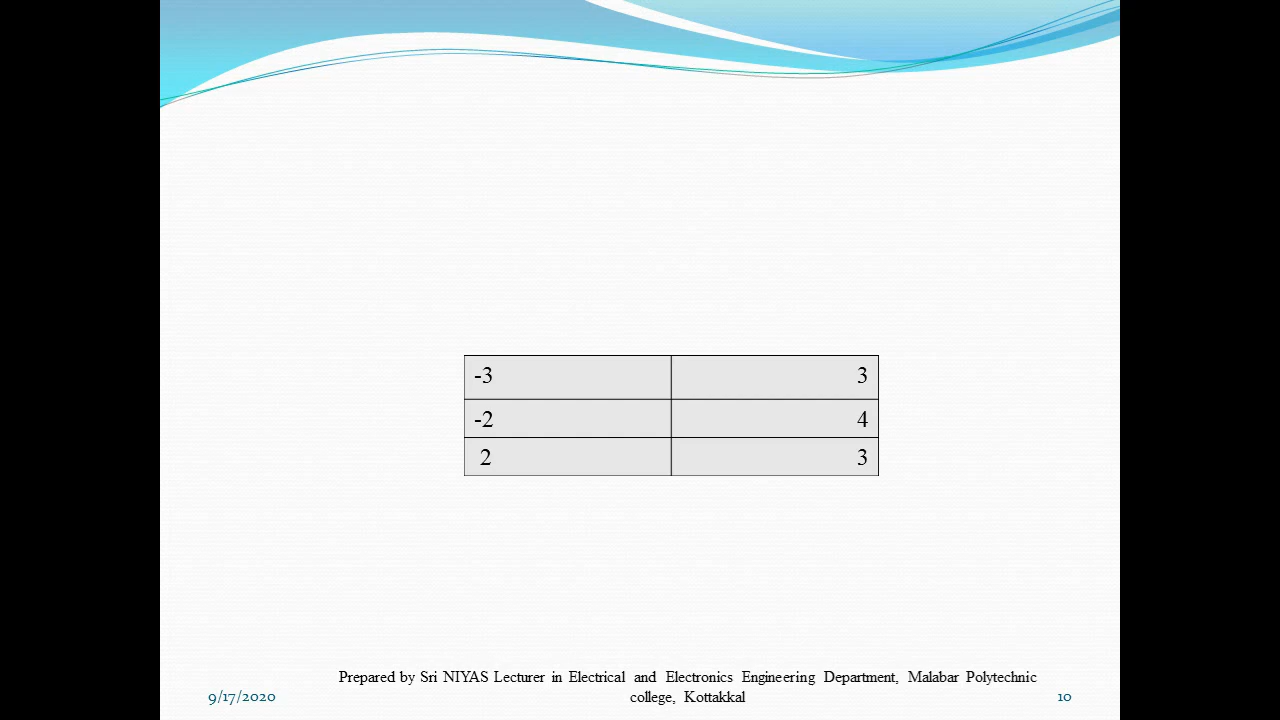 -3 3
-2 4
2 3
Prepared by Sri NIYAS Lecturer in Electrical and Electronics Engineering Department, Malabar Polytechnic
college, Kottakkal
9/17/2020
10